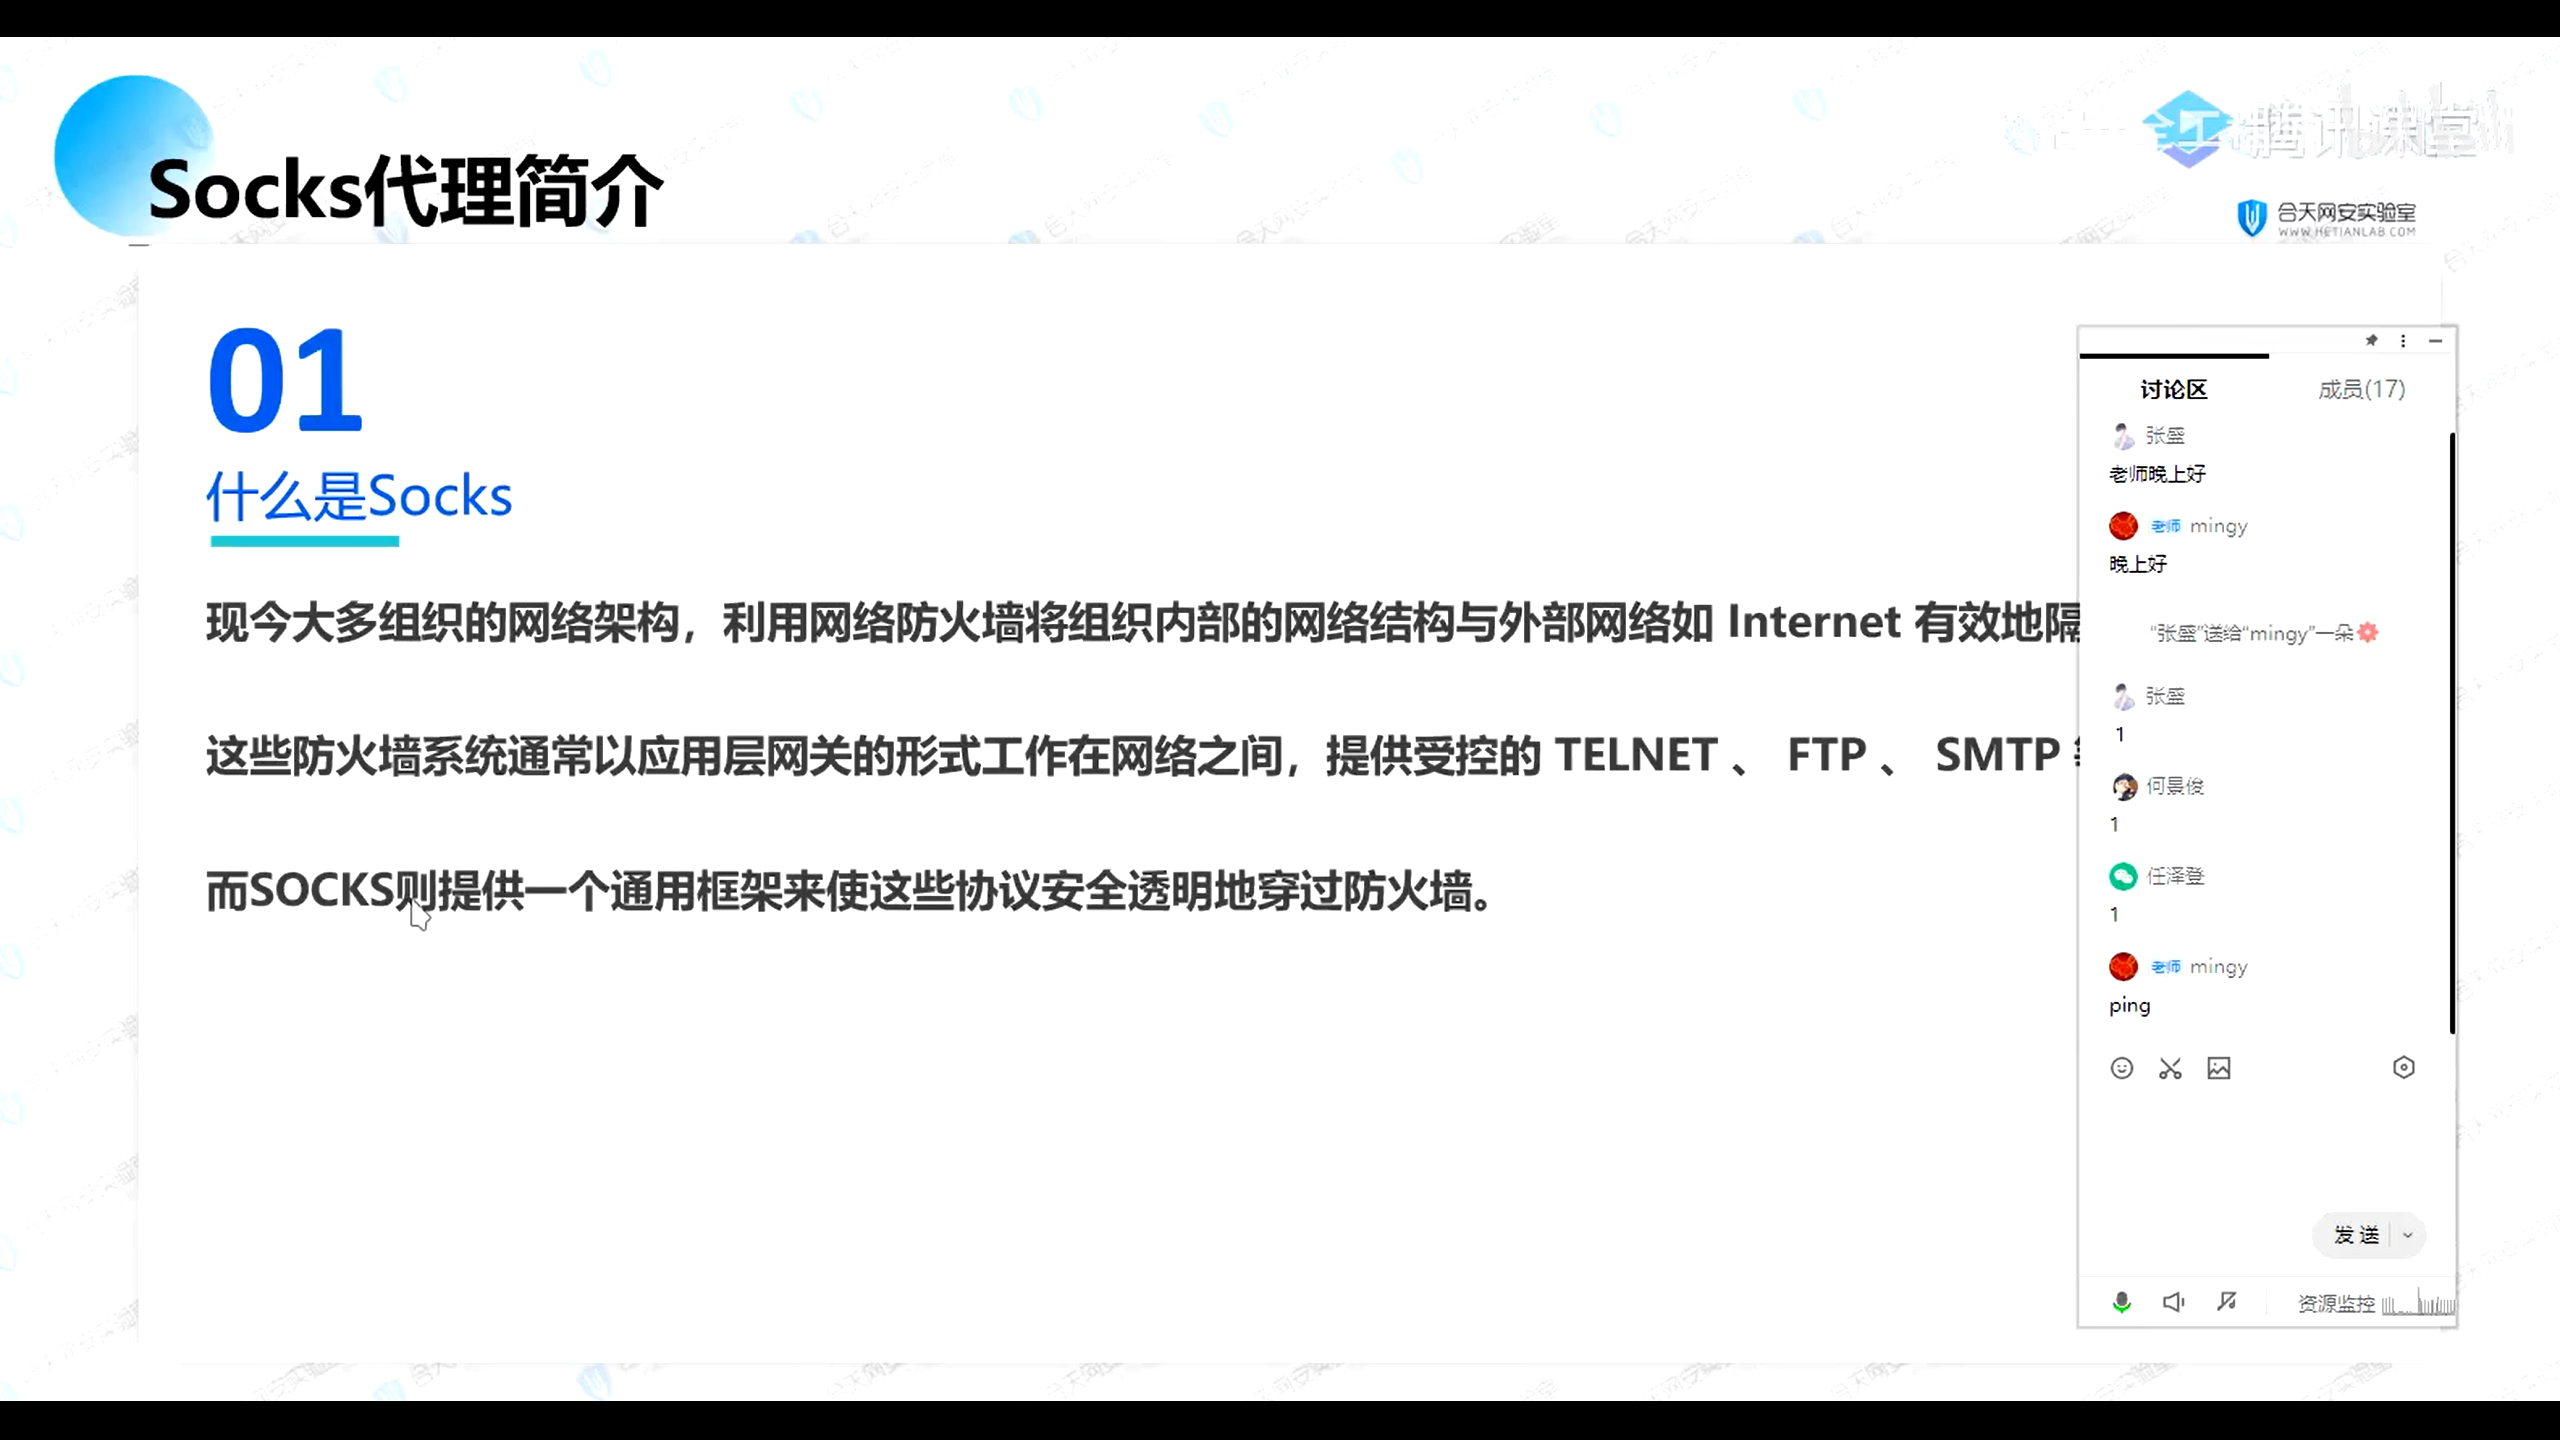 Socks代理简介
腾讯课堂
合天网安实验室
WWW.HETIANLAB.COM
01
什么是Socks
现今大多组织的网络架构，利用网络防火墙将组织内部的网络结构与外部网络如 Internet 有效地隔
这些防火墙系统通常以应用层网关的形式工作在网络之间，提供受控的 TELNET 、 FTP 、 SMTP
而SOCKS则提供一个通用框架来使这些协议安全透明地穿过防火墙。
讨论区 成员(17)
张盛
老师晚上好
老师 mingy
晚上好
“张盛”送给“mingy”一朵
张盛
1
何景俊
1
任泽登
1
老师 mingy
ping
发送
资源监控